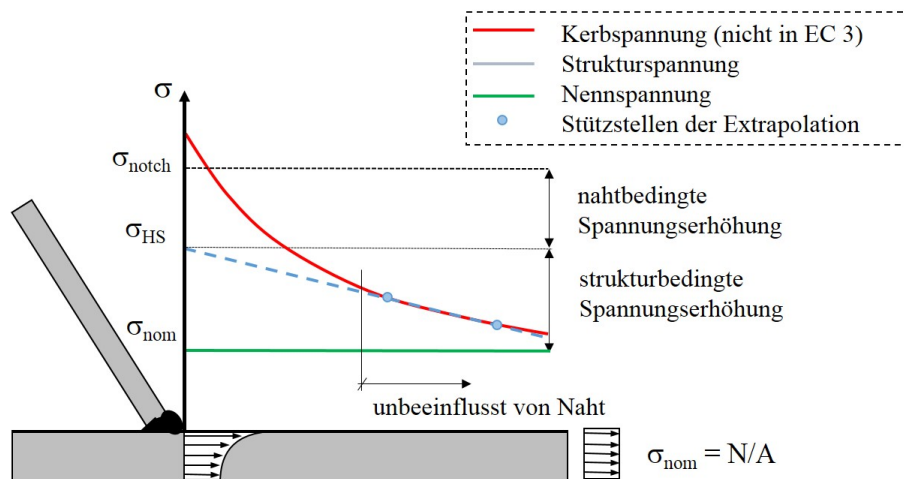 Kerbspannung (nicht in EC 3)
Strukturspannung
Nennspannung
Stützstellen der Extrapolation
σ
σnotch
nahtbedingte
Spannungserhöhung
σHS
strukturbedingte
Spannungserhöhung
σnom
unbeeinflusst von Naht
σnom = N/A